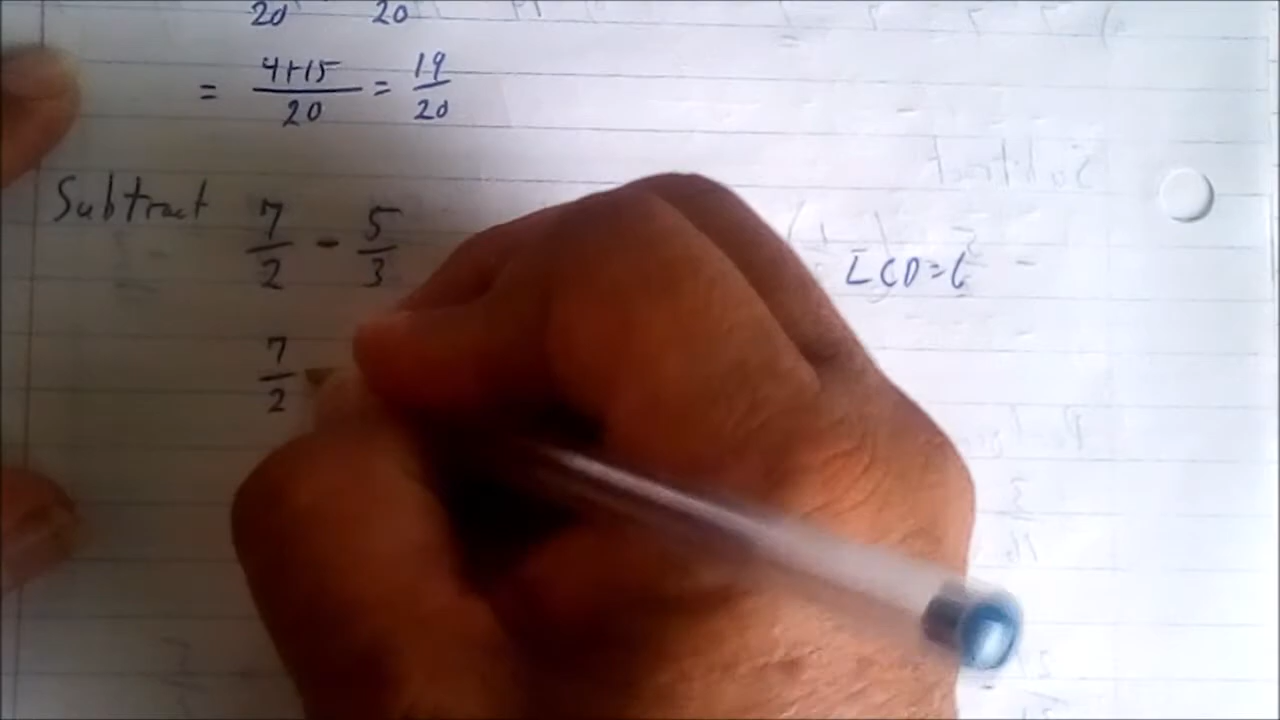 20 20
= 4+15/20 = 19/20
Subtract 7/2 - 5/3 LCD=6
7/2